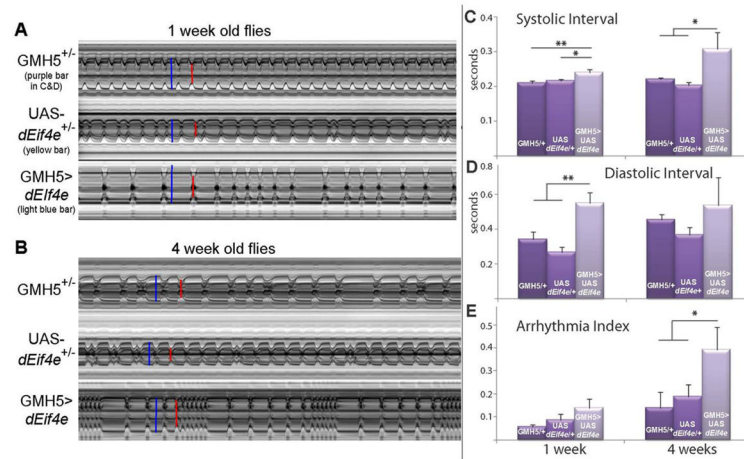 A
1 week old flies
GMH5+/-
(purple bar
in C&D)
UAS-
dEif4e+/-
(yellow bar)
GMH5>
dEIf4e
(light blue bar)
B
4 week old flies
GMH5+/-
UAS-
dEif4e+/-
GMH5>
dEif4e
C
Systolic Interval
seconds
0.4
0.3
0.2
0.1
**
*
*
GMH5/+
UAS
dEif4e/+
GMH5>
UAS
dEif4e
GMH5/+
UAS
dEif4e/+
GMH5>
UAS
dEif4e
D
Diastolic Interval
seconds
0.8
0.6
0.4
0.2
**
GMH5/+
UAS
dEif4e/+
GMH5>
UAS
dEif4e
GMH5/+
UAS
dEif4e/+
GMH5>
UAS
dEif4e
E
Arrhythmia Index
0.5
0.4
0.3
0.2
0.1
*
GMH5/+
UAS
dEif4e/+
GMH5>
UAS
dEif4e
GMH5/+
UAS
dEif4e/+
GMH5>
UAS
dEif4e
1 week
4 weeks